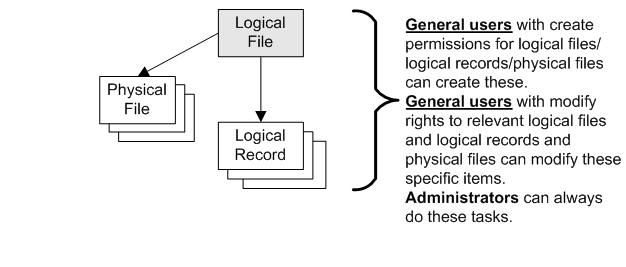 Logical
File
Physical
File
Logical
Record
General users with create
permissions for logical files/
logical records/physical files
can create these.
General users with modify
rights to relevant logical files
and logical records and
physical files can modify these
specific items.
Administrators can always
do these tasks.